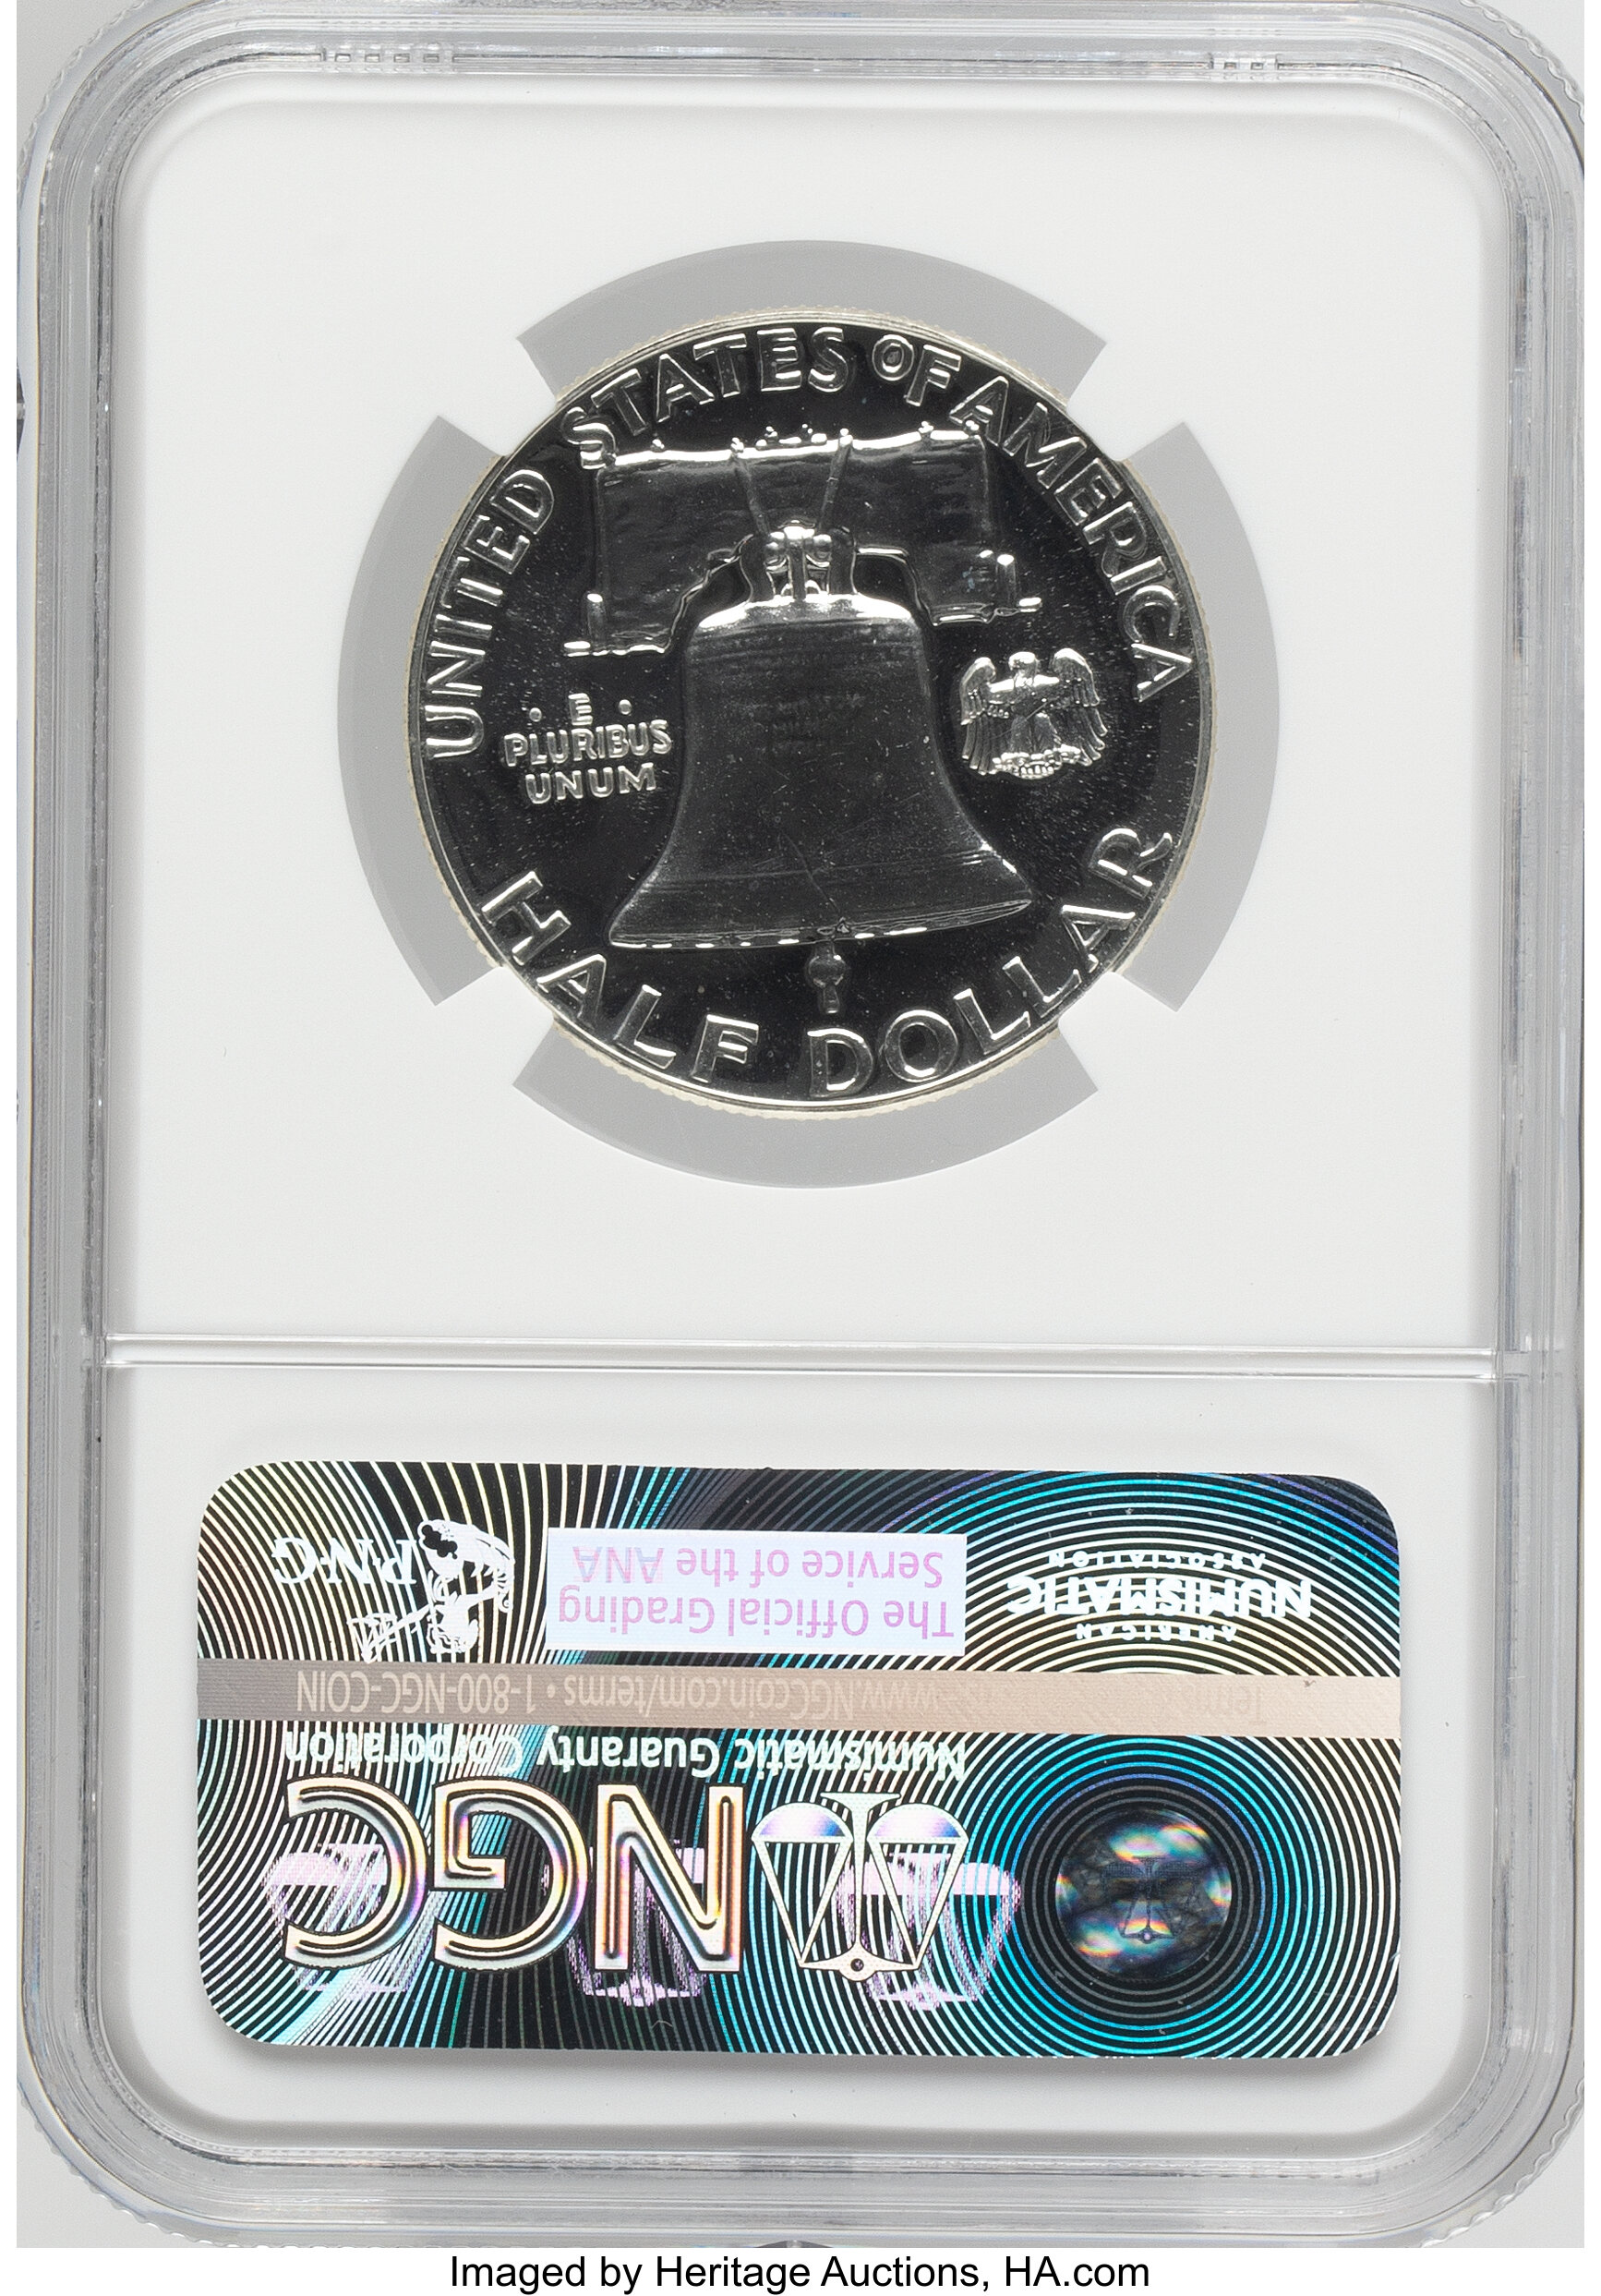 UNITED STATES OF AMERICA
· E ·
PLURIBUS
UNUM
HALF DOLLAR
NGC
Numismatic Guaranty Corporation
www.NGCcoin.com/terms • 1-800-NGC-COIN
The Official Grading
Service of the ANA
AMERICAN
NUMISMATIC
ASSOCIATION
P·N·G
Imaged by Heritage Auctions, HA.com